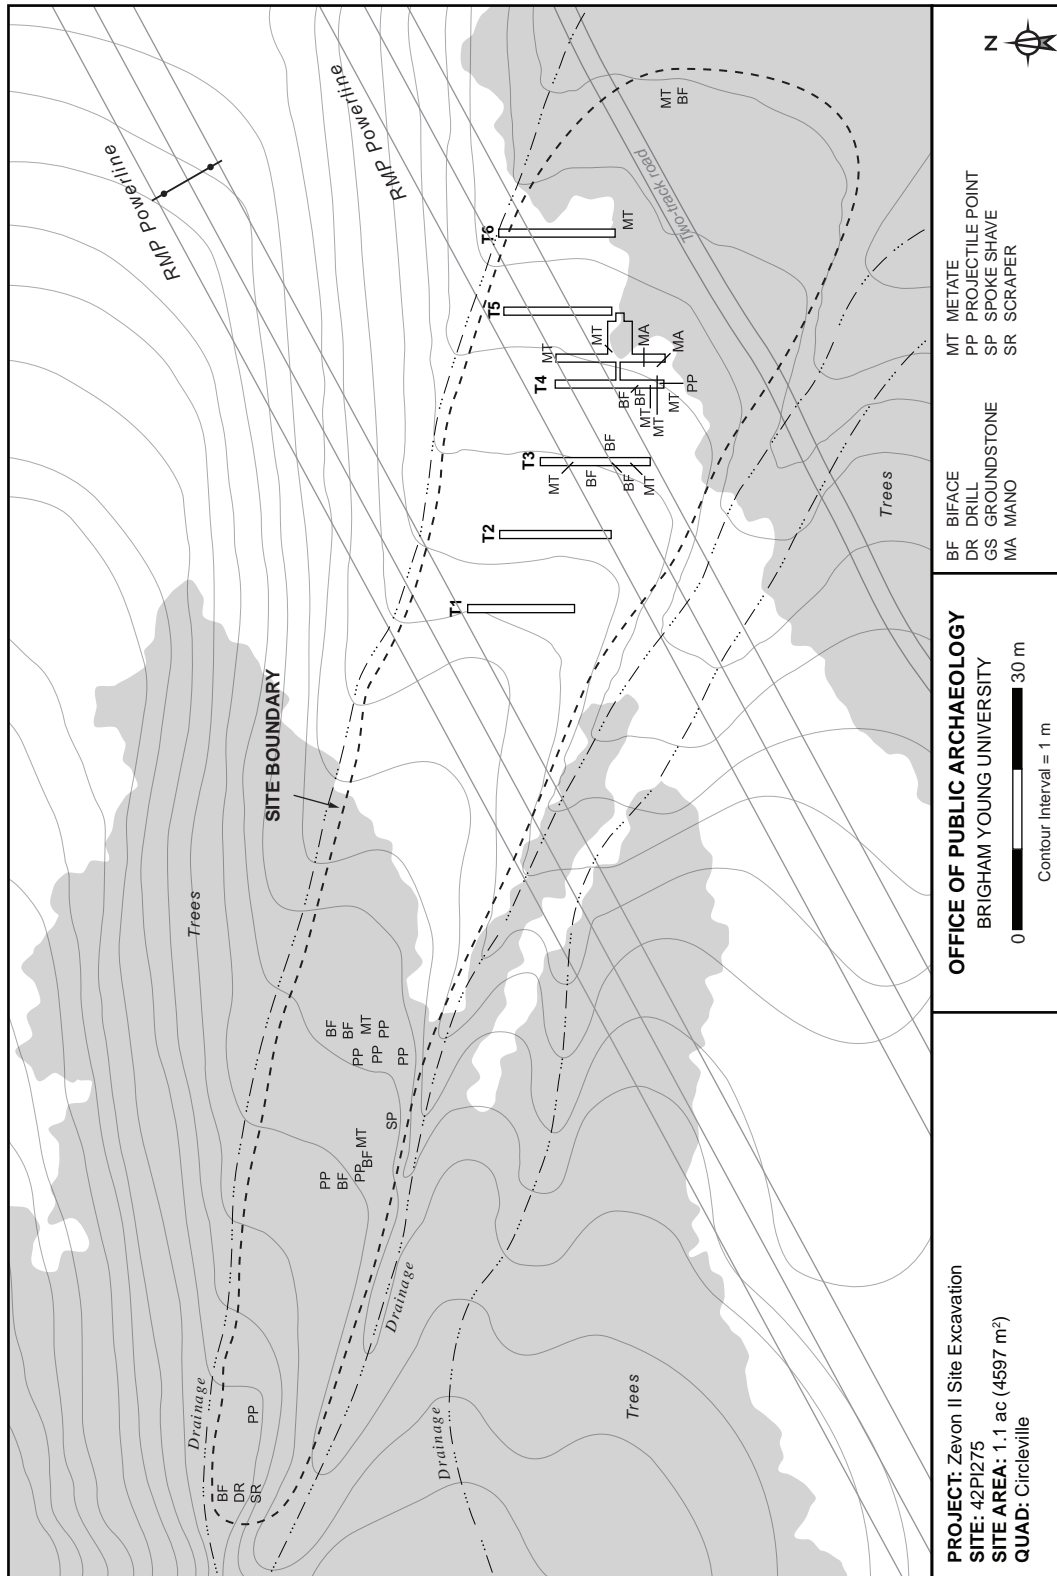 Drainage
BF
DR
SR
PP
Drainage
Drainage
Trees
PP
BF
PP
BF
MT
SP
BF
BF
MT
PP
PP
PP
PP
Trees
SITE BOUNDARY
RMP Powerline
RMP Powerline
T1
T2
T3
MT
BF
BF
BF
MT
T4
BF
BF
MT
MT
MT
PP
MT
MT
MA
MA
T5
T6
MT
Two-track road
MT
BF
Trees
PROJECT: Zevon II Site Excavation
SITE: 42PI275
SITE AREA: 1.1 ac (4597 m²)
QUAD: Circleville
OFFICE OF PUBLIC ARCHAEOLOGY
BRIGHAM YOUNG UNIVERSITY
0 30 m
Contour Interval = 1 m
BF BIFACE
DR DRILL
GS GROUNDSTONE
MA MANO
MT METATE
PP PROJECTILE POINT
SP SPOKE SHAVE
SR SCRAPER
N